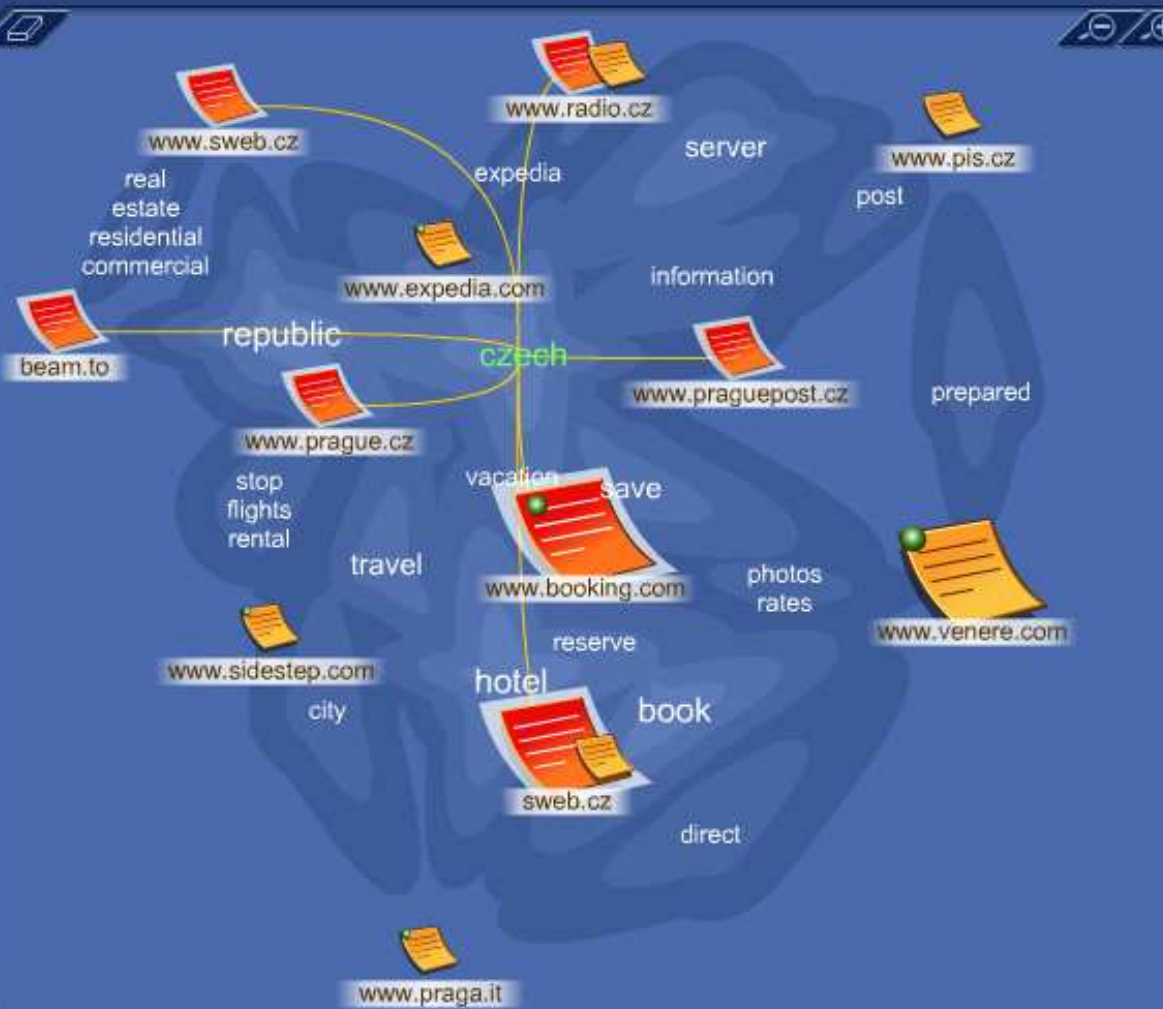 www.radio.cz
www.sweb.cz
server
www.pis.cz
expedia
real
estate
residential
commercial
post
information
www.expedia.com
republic
czech
beam.to
www.praguepost.cz
prepared
www.prague.cz
vacation
save
stop
flights
rental
travel
www.booking.com
photos
rates
www.venere.com
reserve
www.sidestep.com
hotel
city
book
sweb.cz
direct
www.praga.it